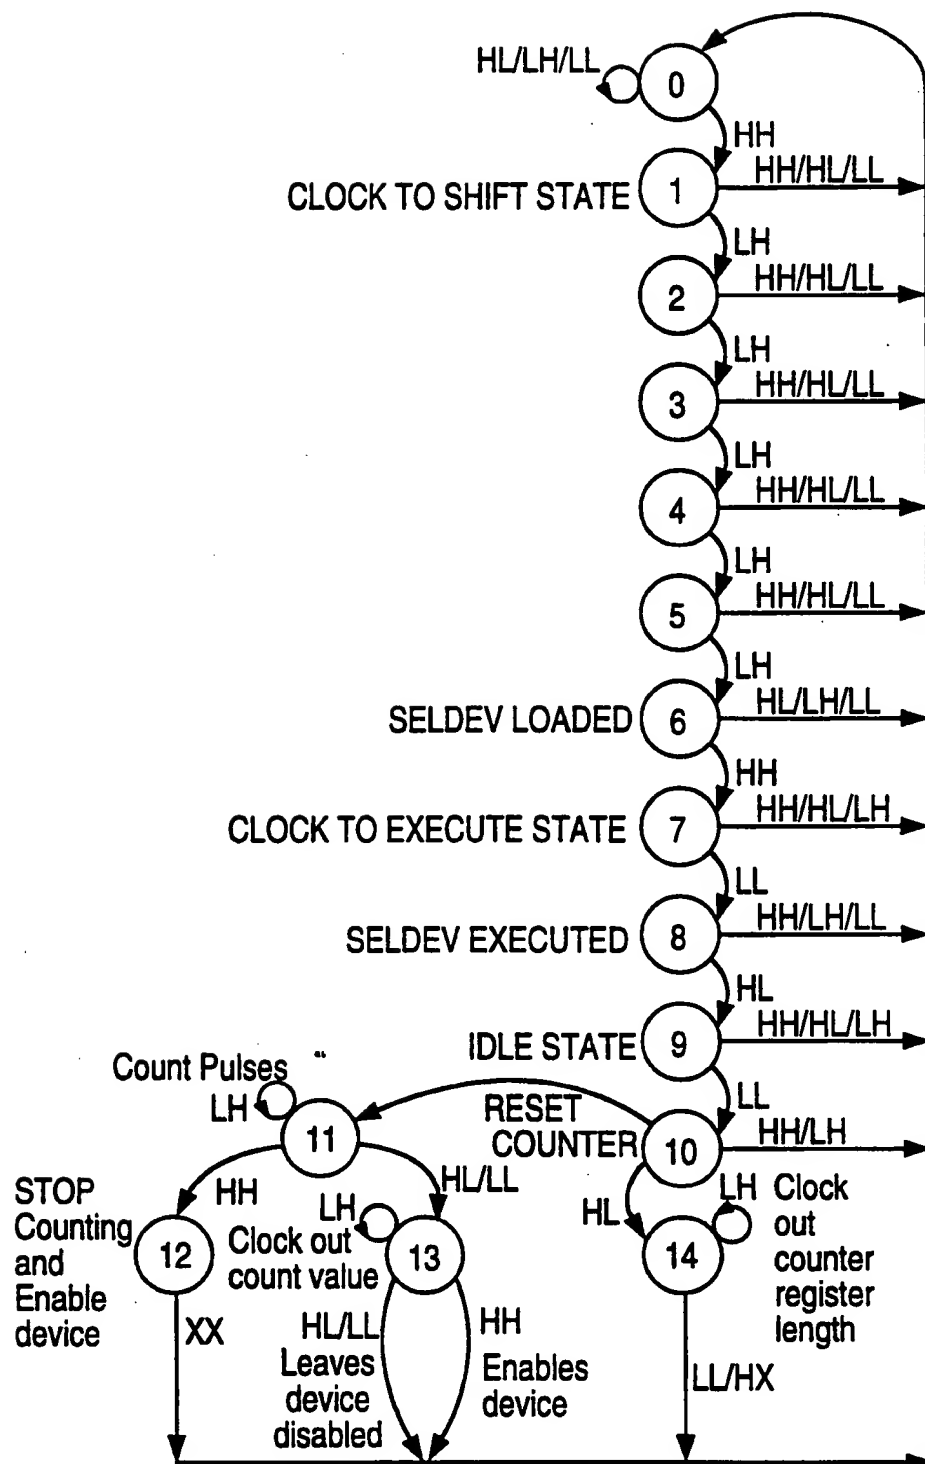 HL/LH/LL
0
HH
HH/HL/LL
CLOCK TO SHIFT STATE
1
LH
HH/HL/LL
2
LH
HH/HL/LL
3
LH
HH/HL/LL
4
LH
HH/HL/LL
5
LH
HL/LH/LL
SELDEV LOADED
6
HH
HH/HL/LH
CLOCK TO EXECUTE STATE
7
LL
HH/LH/LL
SELDEV EXECUTED
8
HL
HH/HL/LH
IDLE STATE
9
LL
Count Pulses
LH
11
RESET
COUNTER
10
HH/LH
HH
HL/LL
HL
STOP
Counting
and
Enable
device
12
LH
Clock out
count value
13
14
LH
Clock
out
counter
register
length
XX
HL/LL
Leaves
device
disabled
HH
Enables
device
LL/HX